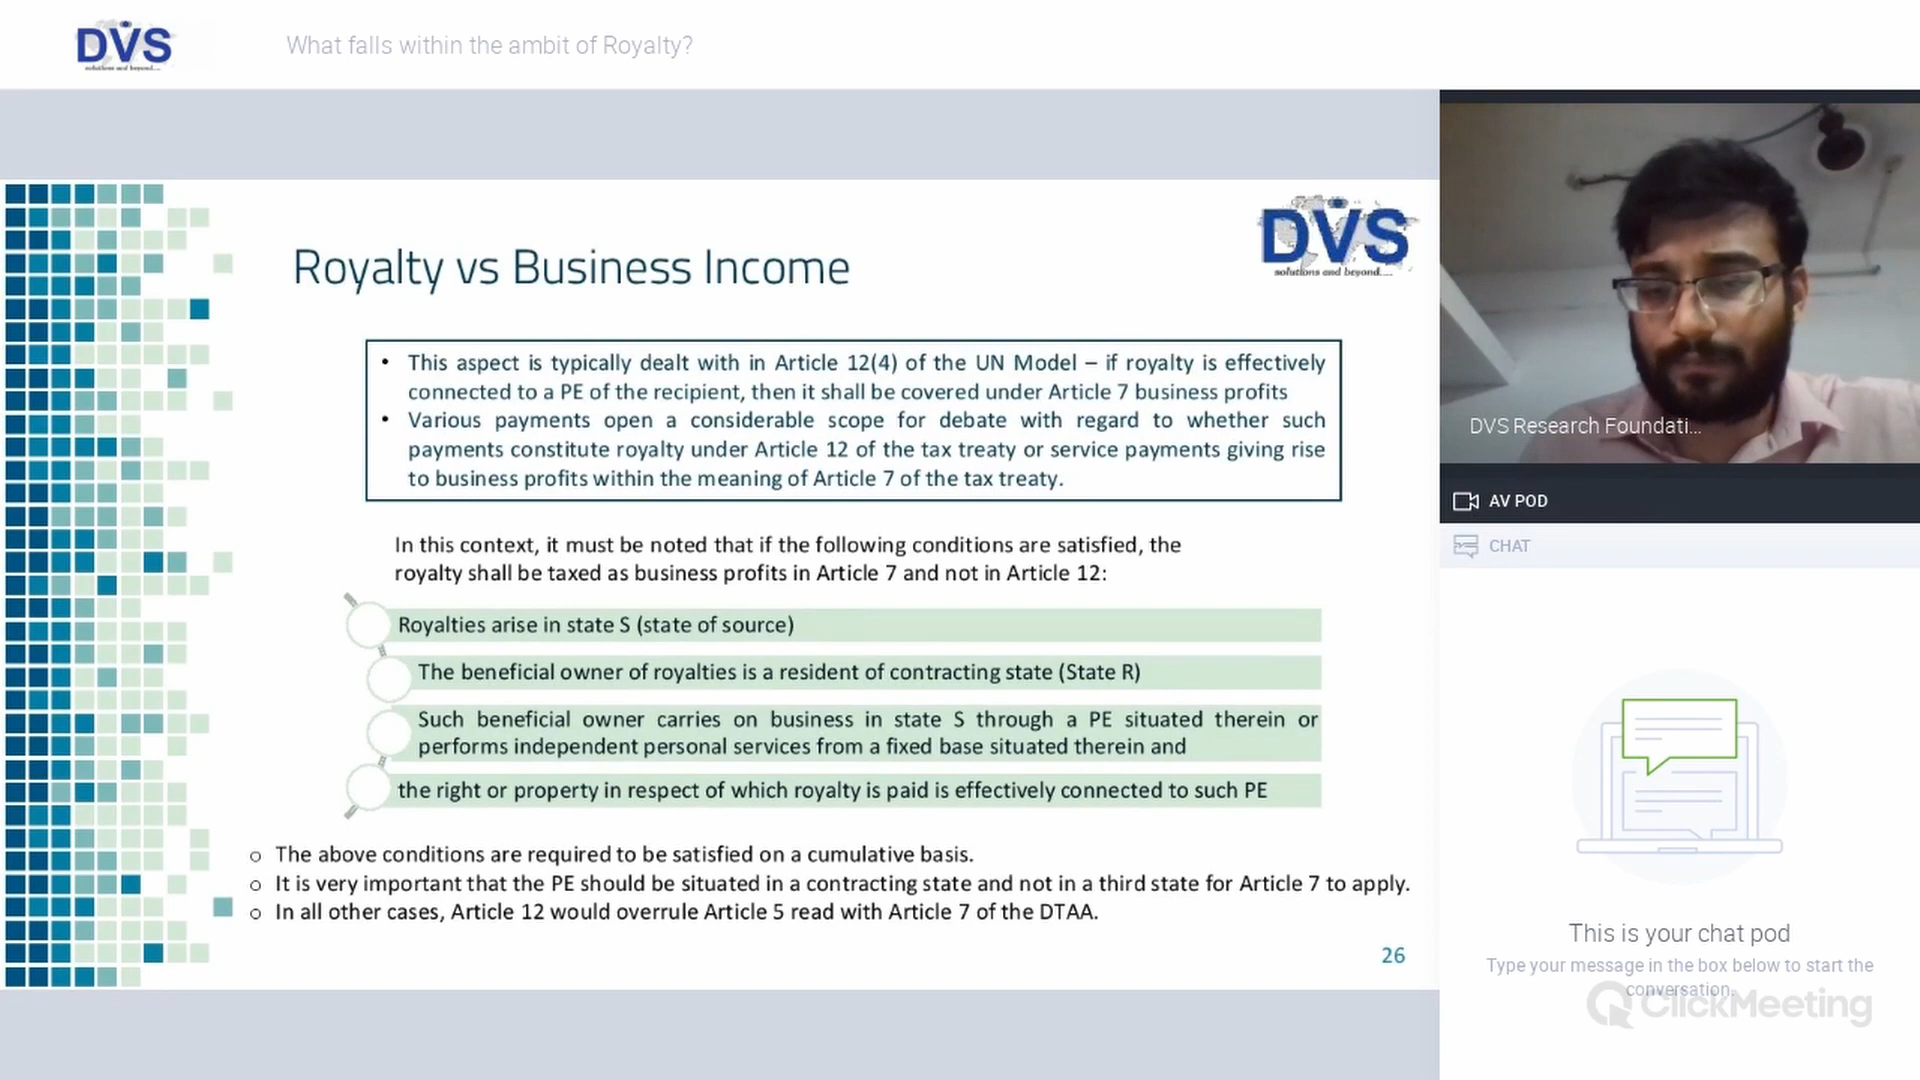 DVS
solutions and beyond....
What falls within the ambit of Royalty?
DVS
solutions and beyond....
Royalty vs Business Income
• This aspect is typically dealt with in Article 12(4) of the UN Model – if royalty is effectively
connected to a PE of the recipient, then it shall be covered under Article 7 business profits
• Various payments open a considerable scope for debate with regard to whether such
payments constitute royalty under Article 12 of the tax treaty or service payments giving rise
to business profits within the meaning of Article 7 of the tax treaty.
In this context, it must be noted that if the following conditions are satisfied, the
royalty shall be taxed as business profits in Article 7 and not in Article 12:
Royalties arise in state S (state of source)
The beneficial owner of royalties is a resident of contracting state (State R)
Such beneficial owner carries on business in state S through a PE situated therein or
performs independent personal services from a fixed base situated therein and
the right or property in respect of which royalty is paid is effectively connected to such PE
o The above conditions are required to be satisfied on a cumulative basis.
o It is very important that the PE should be situated in a contracting state and not in a third state for Article 7 to apply.
o In all other cases, Article 12 would overrule Article 5 read with Article 7 of the DTAA.
26
DVS Research Foundati...
AV POD
CHAT
This is your chat pod
Type your message in the box below to start the
conversation.
ClickMeeting